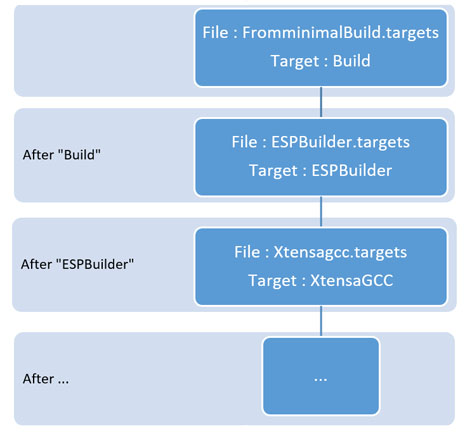 File : FromminimalBuild.targets
Target : Build
After "Build"
File : ESPBuilder.targets
Target : ESPBuilder
After "ESPBuilder"
File : Xtensagcc.targets
Target : XtensaGCC
After ...
...